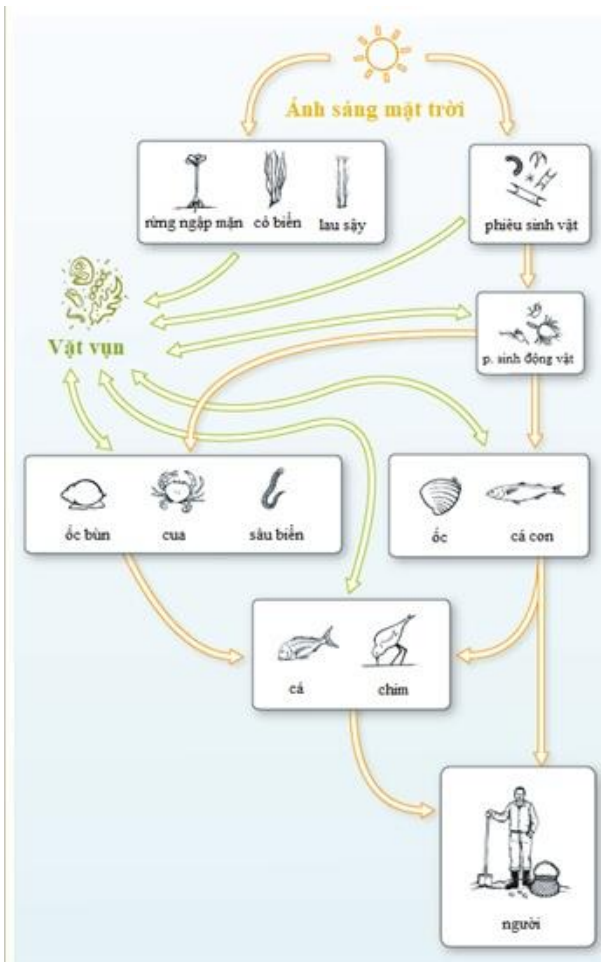 Ánh sáng mặt trời
rừng ngập mặn cỏ biển lau sậy
phiêu sinh vật
Vật vụn
p. sinh động vật
ốc bùn cua sâu biển
ốc cá con
cá chim
người